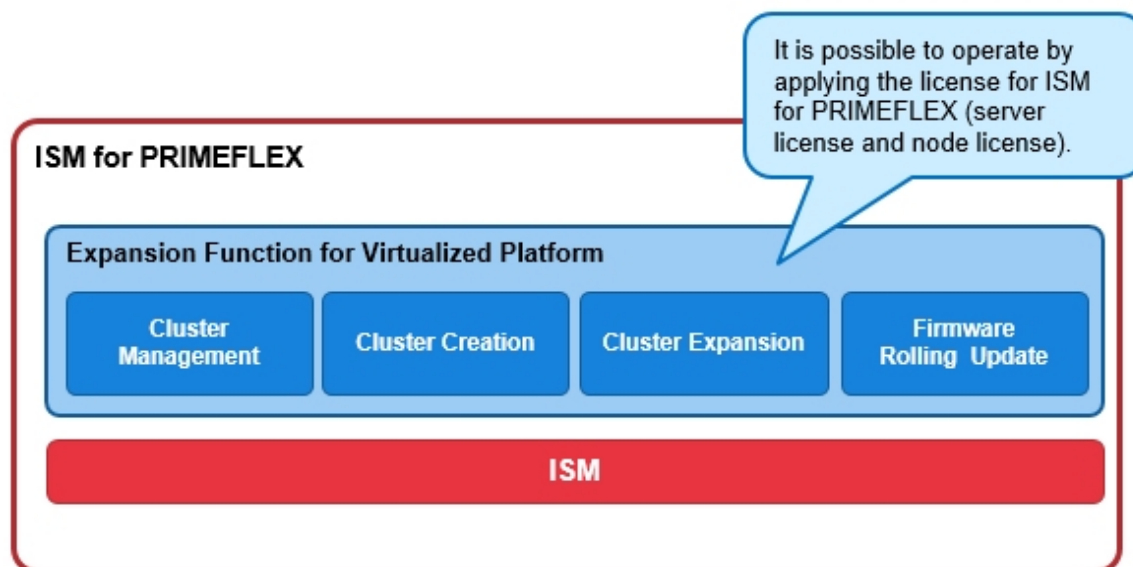 It is possible to operate by
applying the license for ISM
for PRIMEFLEX (server
license and node license).
ISM for PRIMEFLEX
Expansion Function for Virtualized Platform
Cluster
Management
Cluster Creation
Cluster Expansion
Firmware
Rolling Update
ISM